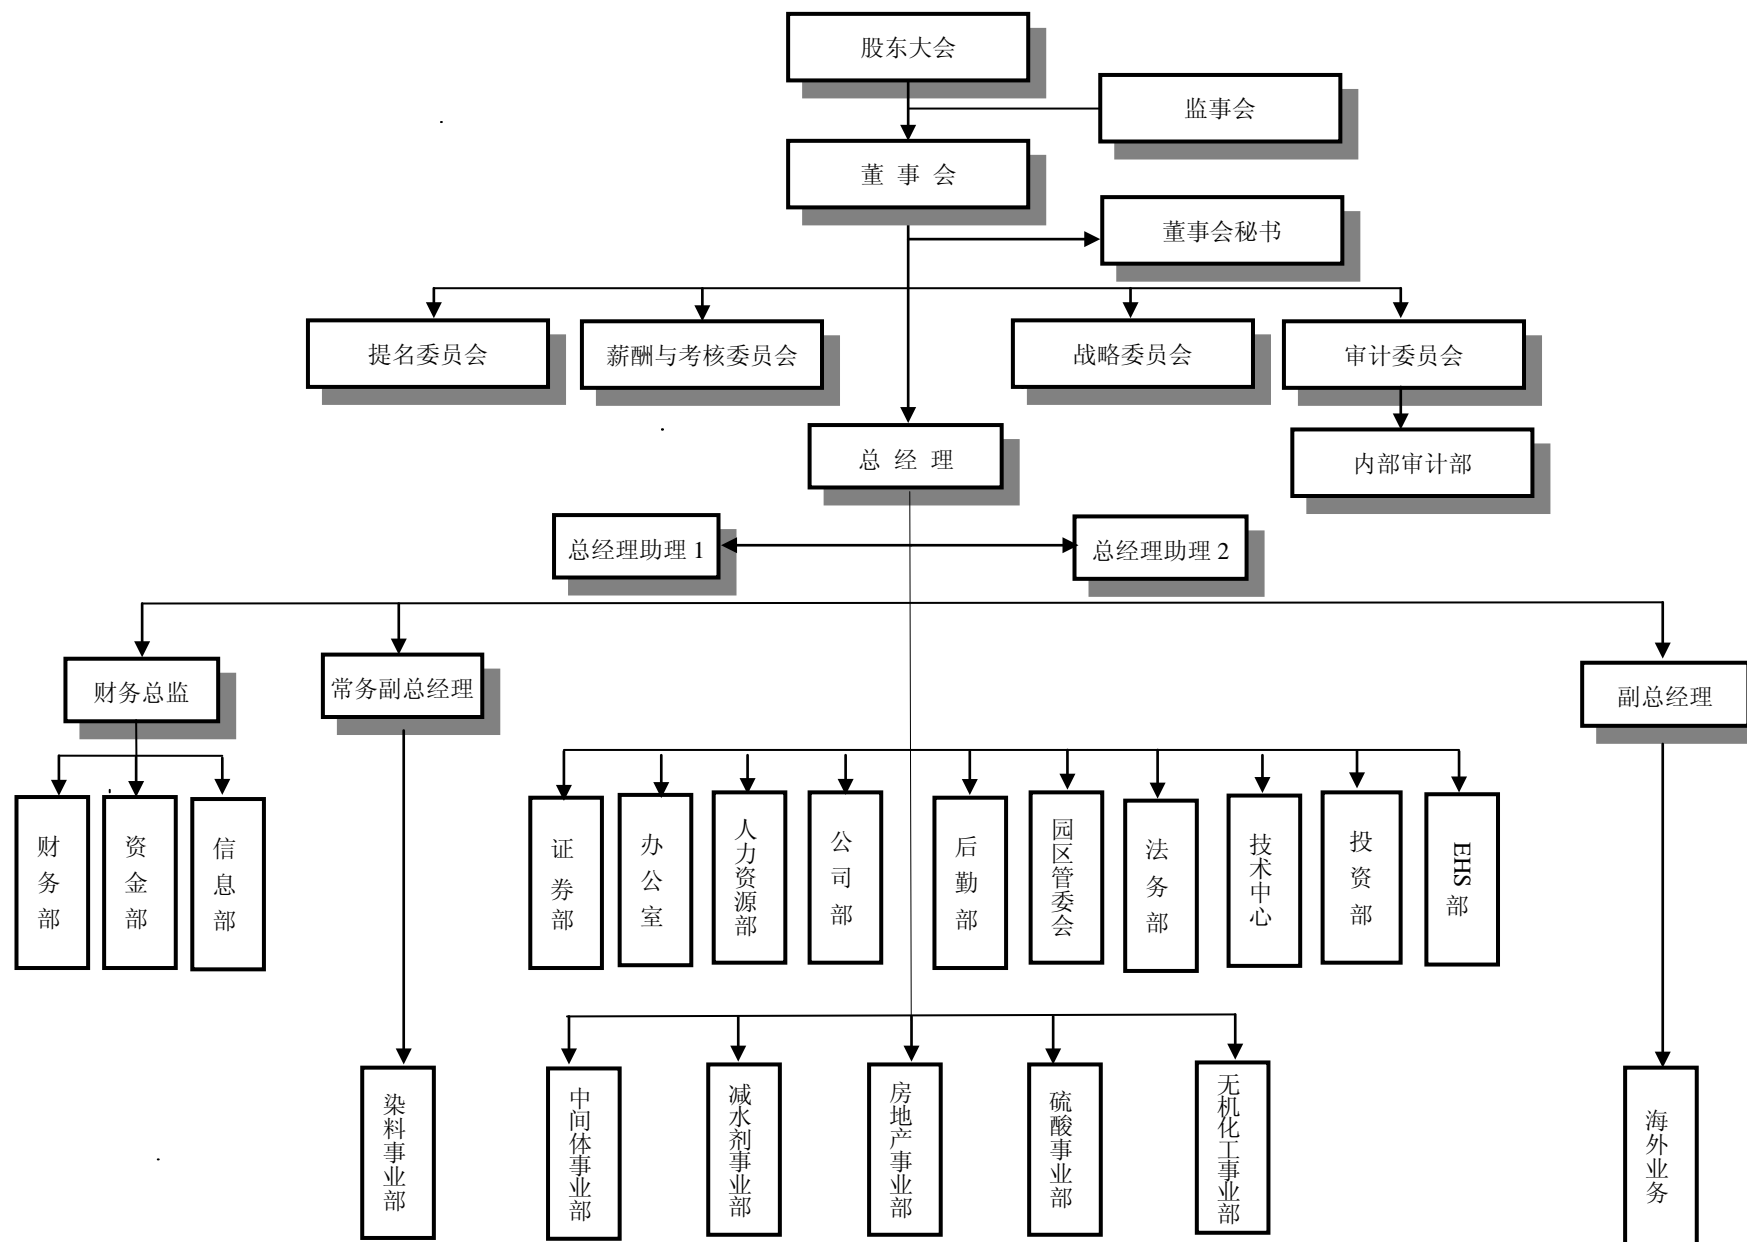 股东大会
监事会
董 事 会
董事会秘书
提名委员会
薪酬与考核委员会
战略委员会
审计委员会
总 经 理
内部审计部
总经理助理 1
总经理助理 2
财务总监
常务副总经理
副总经理
财务部
资金部
信息部
证券部
办公室
人力资源部
公司部
后勤部
园区管委会
法务部
技术中心
投资部
EHS 部
染料事业部
中间体事业部
减水剂事业部
房地产事业部
硫酸事业部
无机化工事业部
海外业务